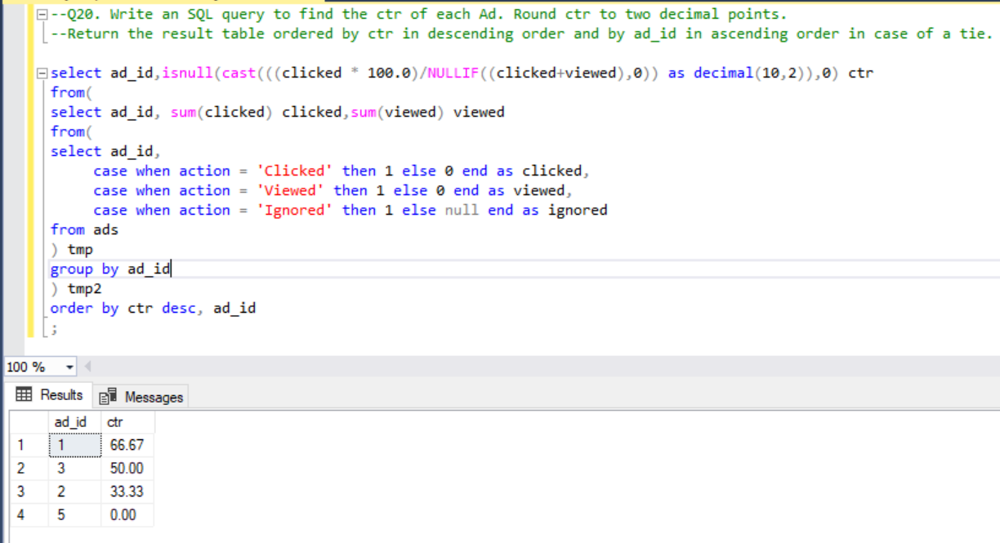 --Q20. Write an SQL query to find the ctr of each Ad. Round ctr to two decimal points.
--Return the result table ordered by ctr in descending order and by ad_id in ascending order in case of a tie.
select ad_id,isnull(cast(((clicked * 100.0)/NULLIF((clicked+viewed),0)) as decimal(10,2)),0) ctr
from(
select ad_id, sum(clicked) clicked,sum(viewed) viewed
from(
select ad_id,
case when action = 'Clicked' then 1 else 0 end as clicked,
case when action = 'Viewed' then 1 else 0 end as viewed,
case when action = 'Ignored' then 1 else null end as ignored
from ads
) tmp
group by ad_id
) tmp2
order by ctr desc, ad_id
;
100 %
Results Messages
ad_id ctr
1 1 66.67
2 3 50.00
3 2 33.33
4 5 0.00